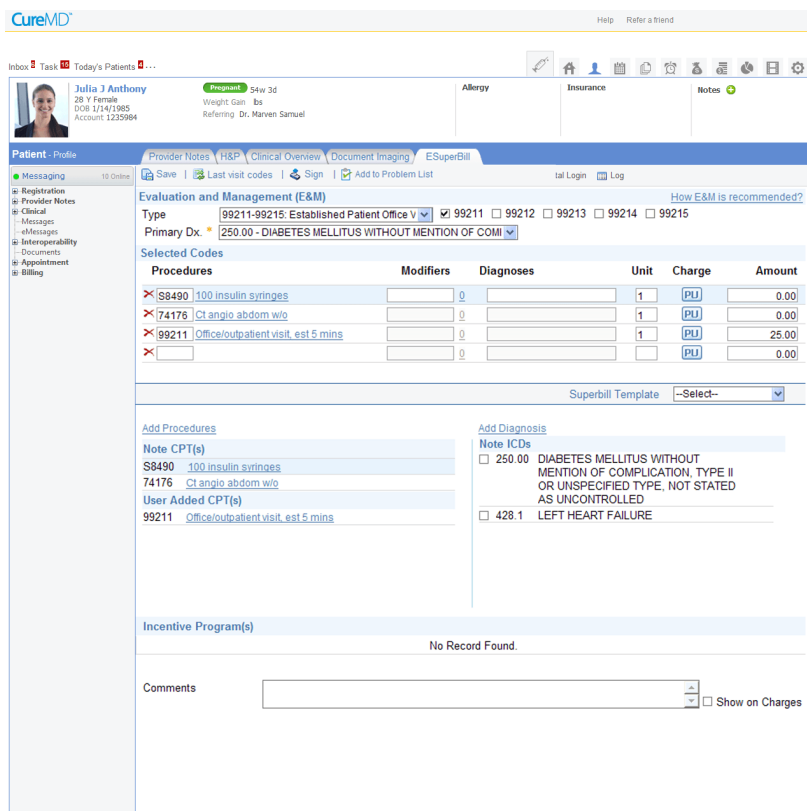 CureMD
Help Refer a friend
Inbox 5 Task 15 Today's Patients 4 ...
Julia J Anthony
28 Y Female
DOB 1/14/1985
Account 1235984
Pregnant 54w 3d
Weight Gain lbs
Referring Dr. Marven Samuel
Allergy
Insurance
Notes
Patient - Profile
Provider Notes H&P Clinical Overview Document Imaging ESuperBill
Messaging 10 Online
Registration
Provider Notes
Clinical
Messages
eMessages
Interoperability
Documents
Appointment
Billing
Save | Last visit codes | Sign | Add to Problem List tal Login Log
Evaluation and Management (E&M) How E&M is recommended?
Type 99211-99215: Established Patient Office V 99211 99212 99213 99214 99215
Primary Dx. * 250.00 - DIABETES MELLITUS WITHOUT MENTION OF COMI
Selected Codes
Procedures Modifiers Diagnoses Unit Charge Amount
S8490 100 insulin syringes 0 1 PU 0.00
74176 Ct angio abdom w/o 0 1 PU 0.00
99211 Office/outpatient visit, est 5 mins 0 1 PU 25.00
0 PU 0.00
Superbill Template --Select--
Add Procedures
Note CPT(s)
S8490 100 insulin syringes
74176 Ct angio abdom w/o
User Added CPT(s)
99211 Office/outpatient visit, est 5 mins
Add Diagnosis
Note ICDs
250.00 DIABETES MELLITUS WITHOUT
MENTION OF COMPLICATION, TYPE II
OR UNSPECIFIED TYPE, NOT STATED
AS UNCONTROLLED
428.1 LEFT HEART FAILURE
Incentive Program(s)
No Record Found.
Comments
Show on Charges